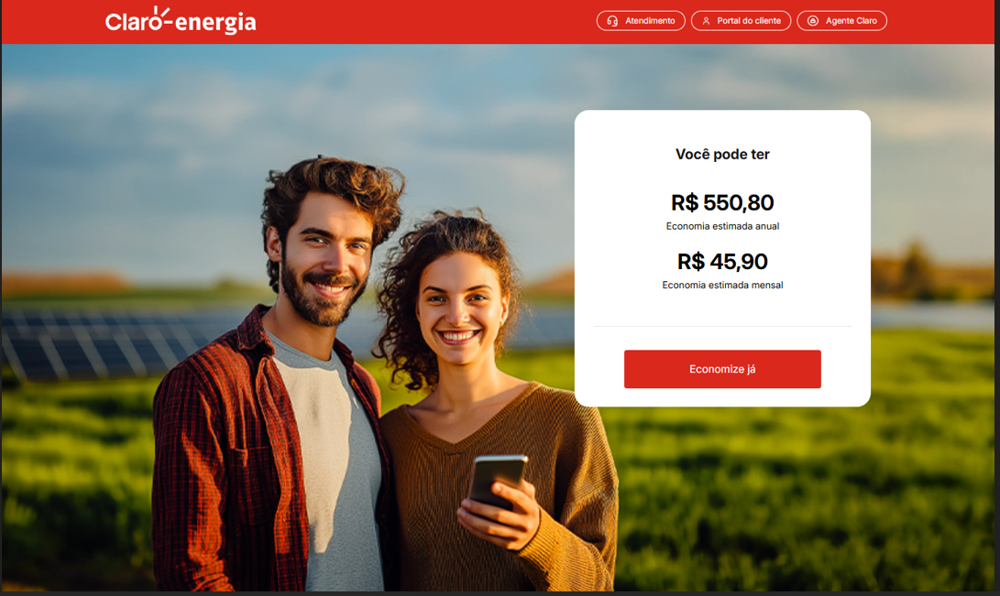 Claro-energia
Atendimento
Portal do cliente
Agente Claro
Você pode ter
R$ 550,80
Economia estimada anual
R$ 45,90
Economia estimada mensal
Economize já